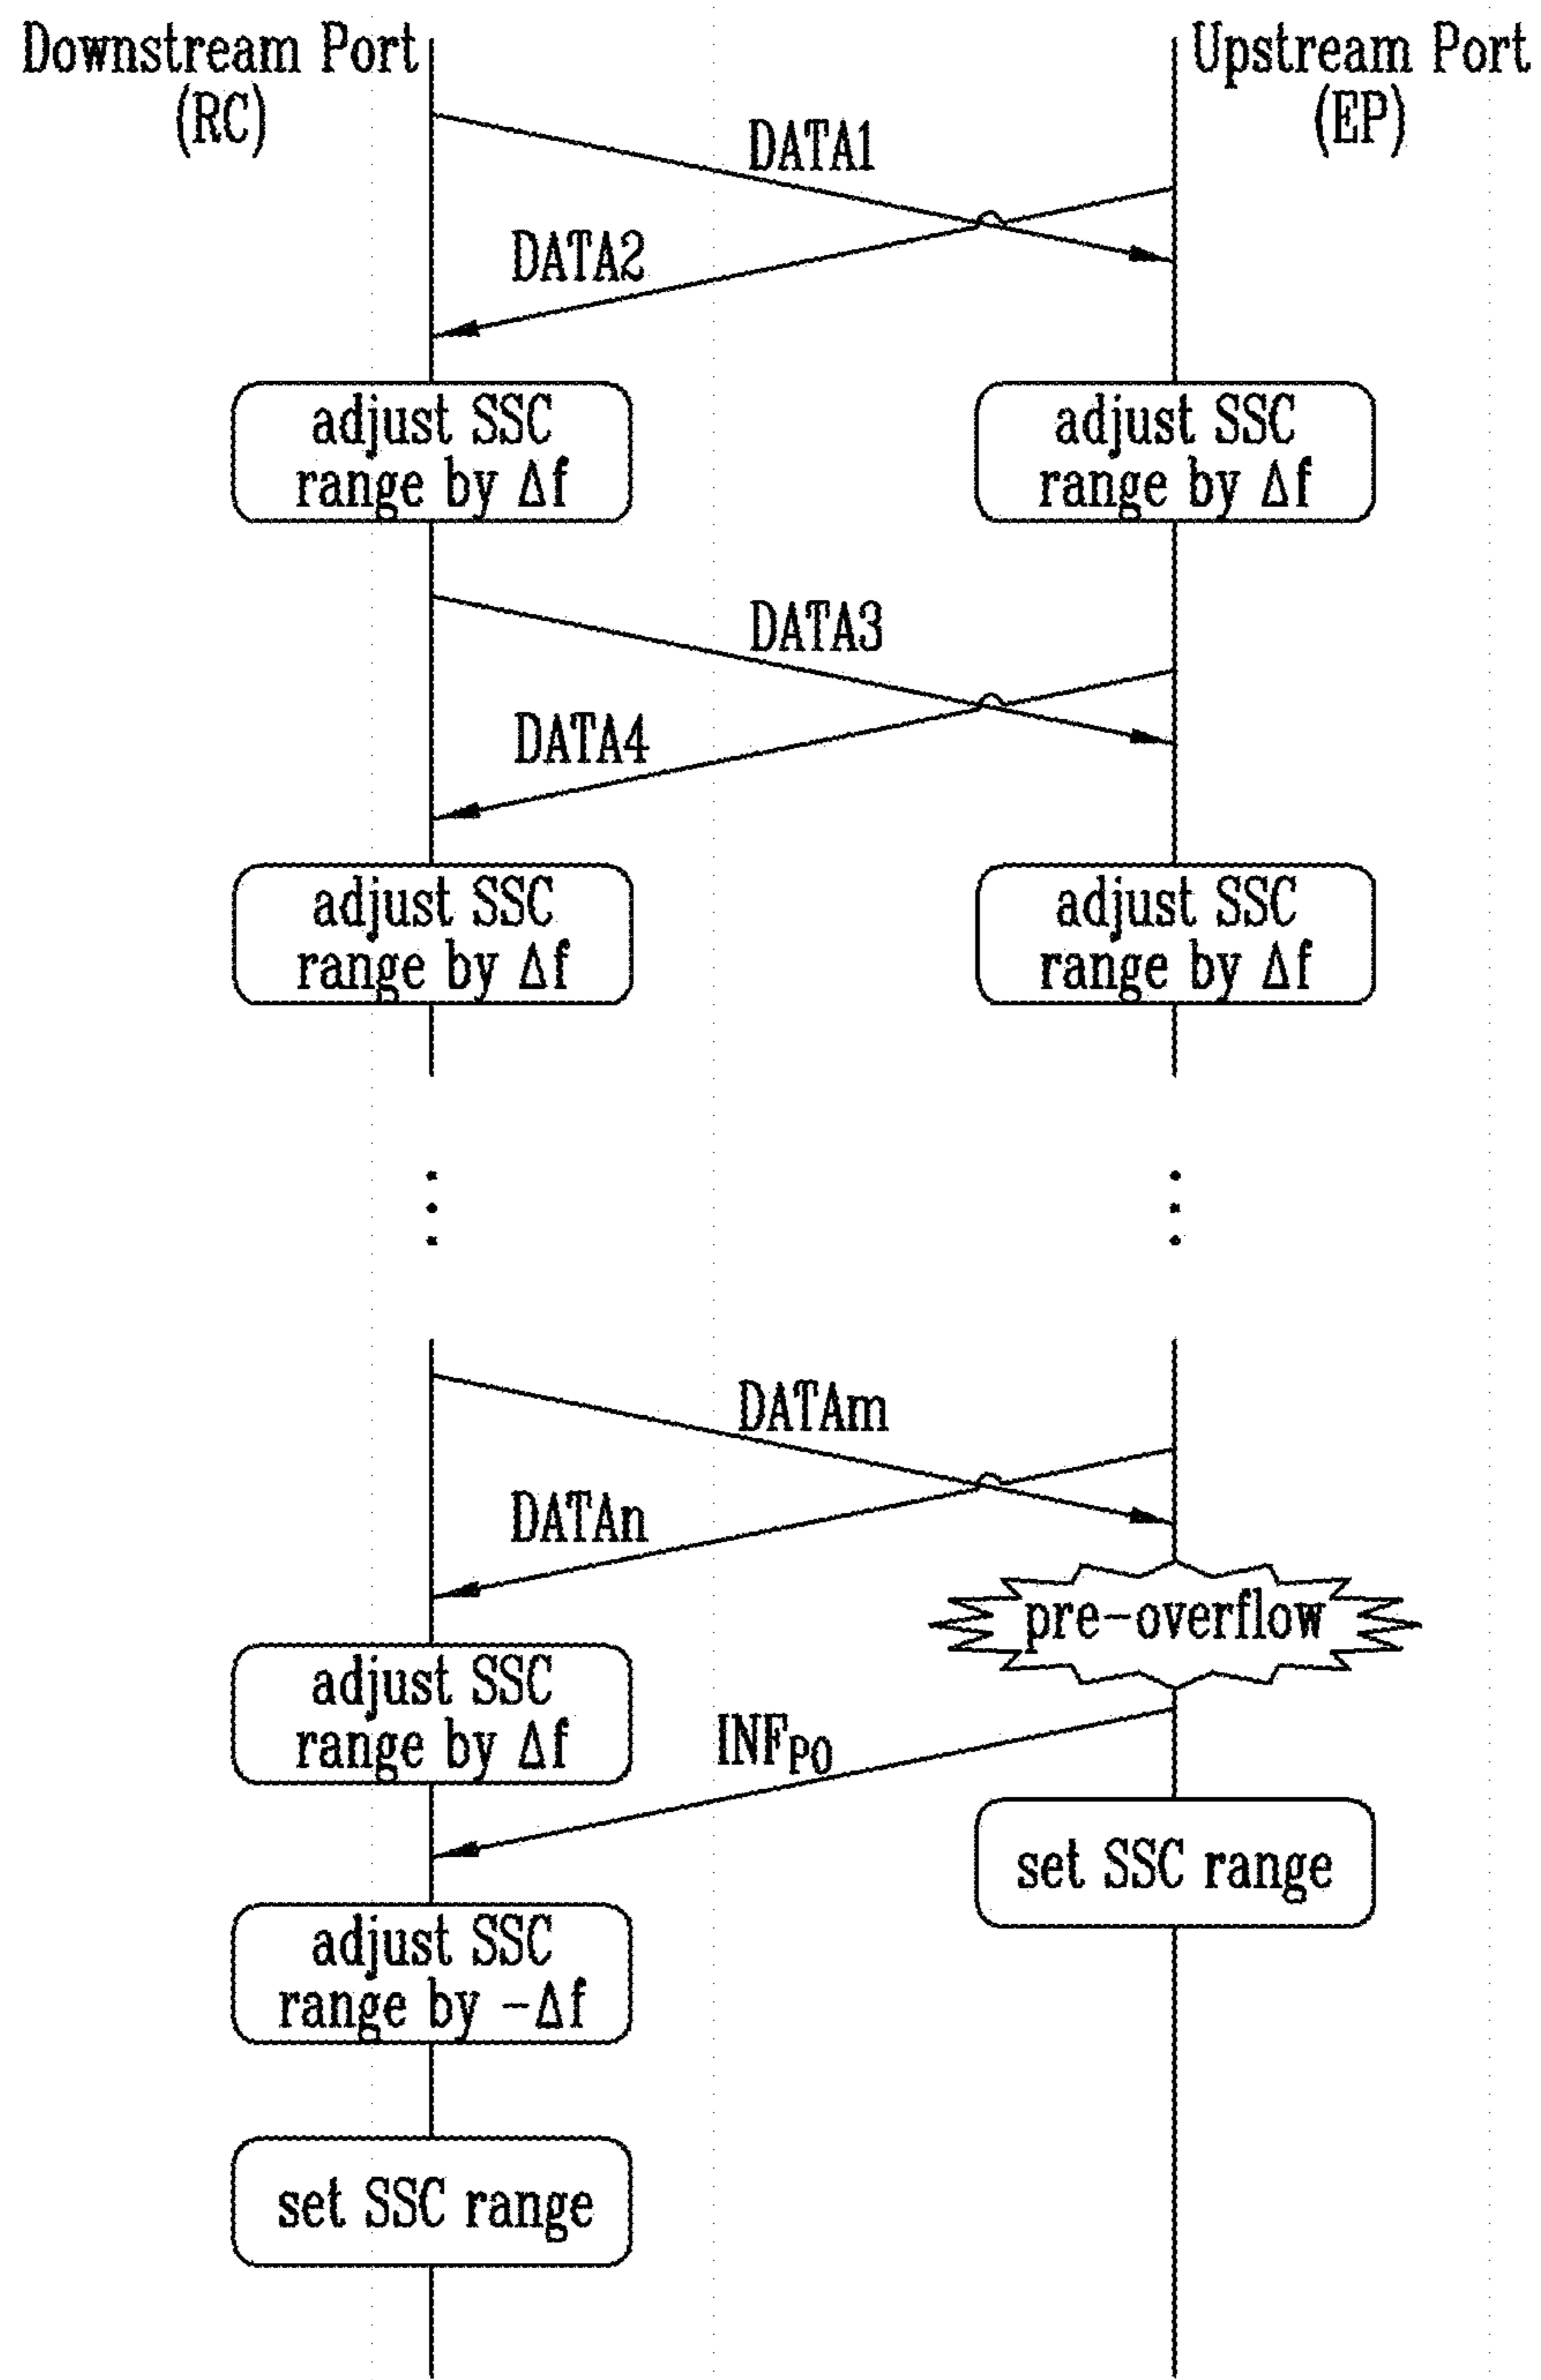 Downstream Port
(RC)
Upstream Port
(EP)
DATA1
DATA2
adjust SSC
range by Δf
adjust SSC
range by Δf
DATA3
DATA4
adjust SSC
range by Δf
adjust SSC
range by Δf
DATAm
DATAn
pre-overflow
adjust SSC
range by Δf
INFPO
set SSC range
adjust SSC
range by -Δf
set SSC range